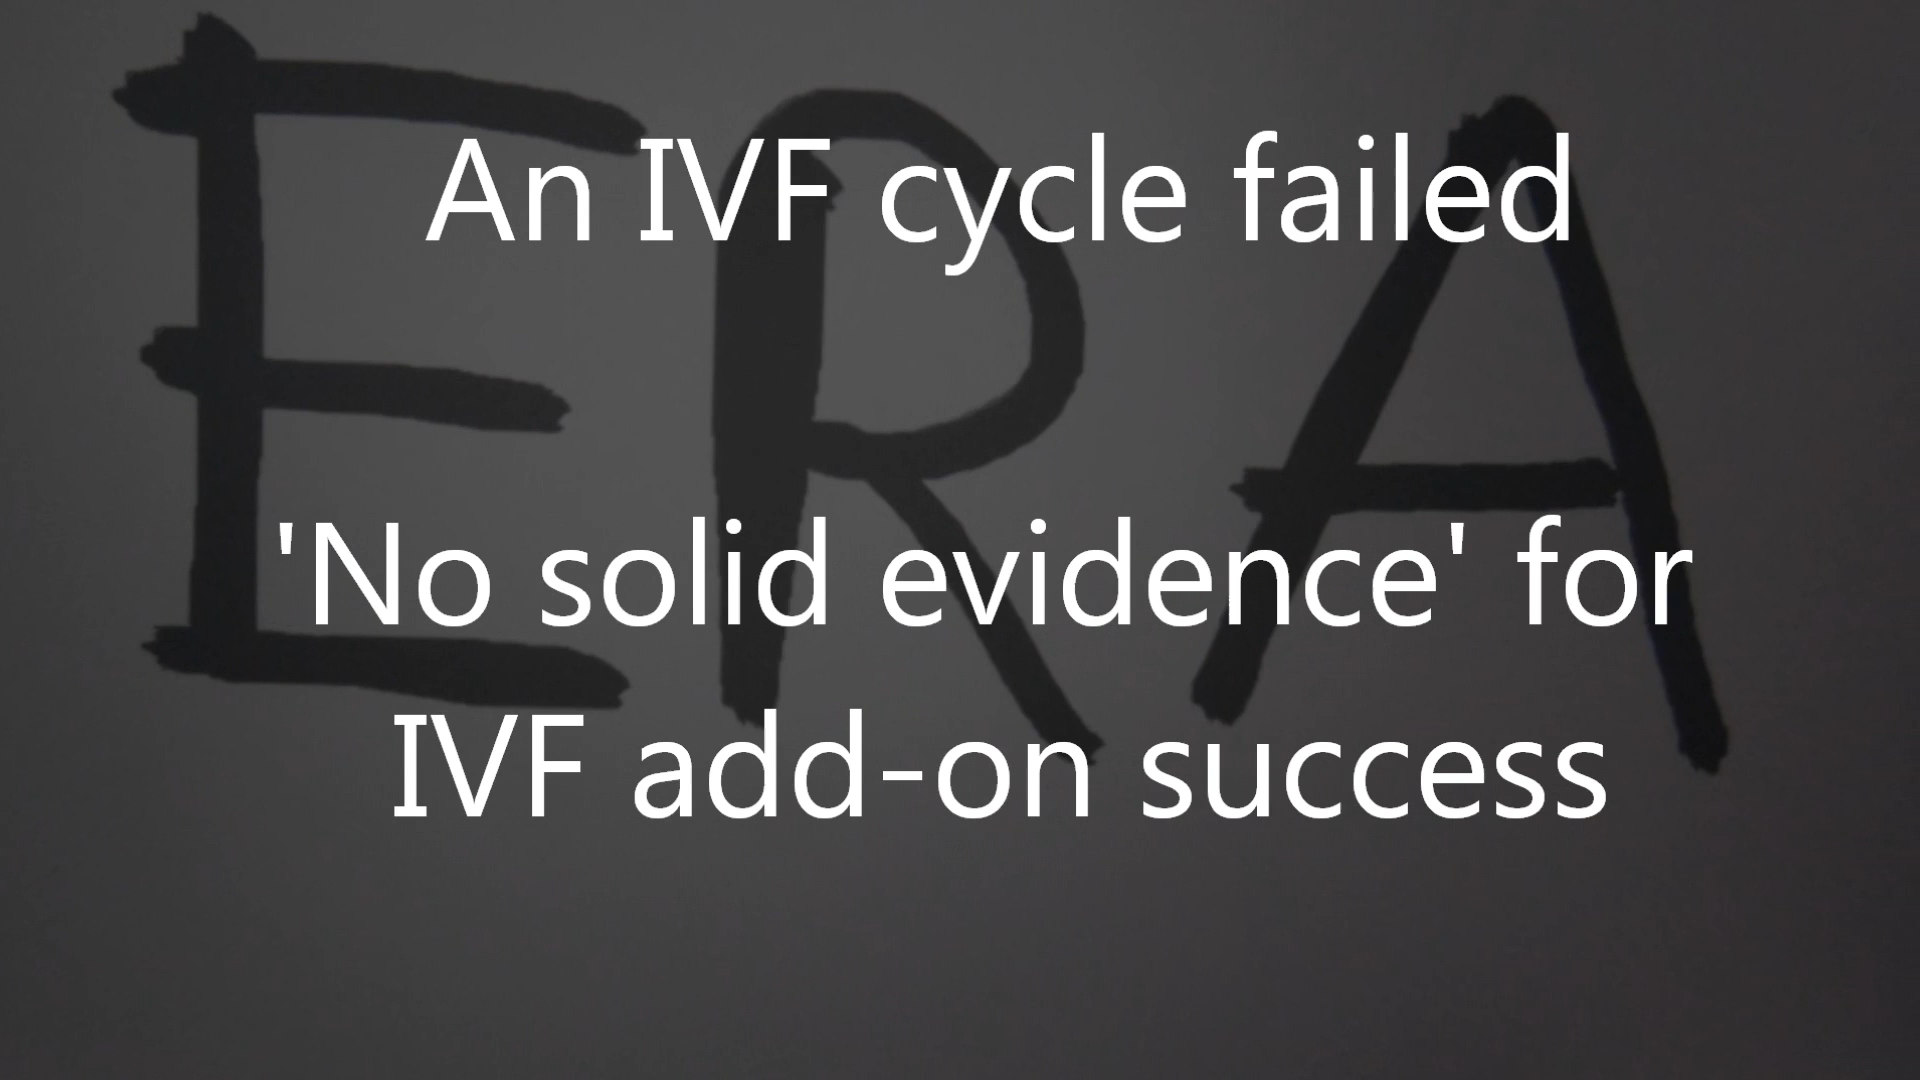 ERA
An IVF cycle failed
'No solid evidence' for
IVF add-on success